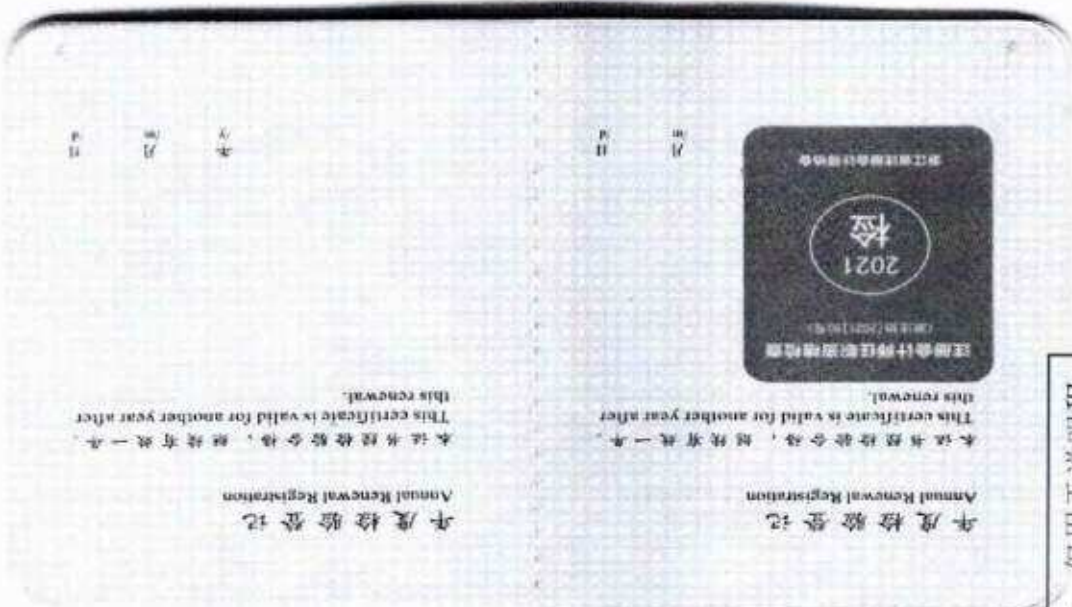 年度检验登记
Annual Renewal Registration
本证书经检验合格，继续有效一年。
This certificate is valid for another year after
this renewal.
注册会计师任职资格检查
2021
检
浙江省注册会计师协会
月 日
/m /d
年度检验登记
Annual Renewal Registration
本证书经检验合格，继续有效一年。
This certificate is valid for another year after
this renewal.
年 月 日
/y /m /d